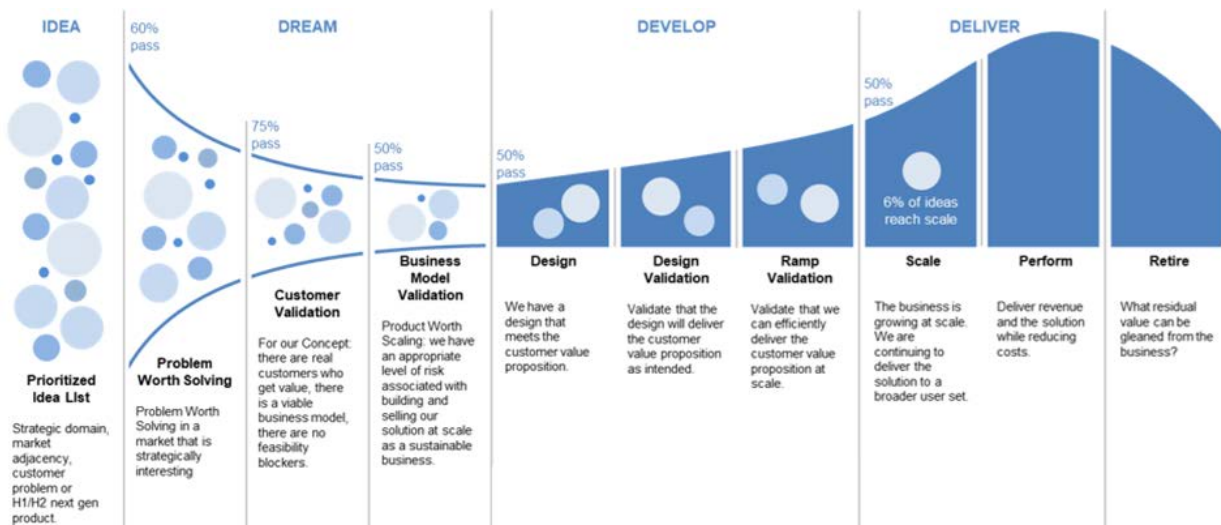 IDEA
DREAM
DEVELOP
DELIVER
60%
pass
75%
pass
50%
pass
50%
pass
50%
pass
6% of ideas
reach scale
Prioritized
Idea LIst
Strategic domain,
market
adjacency,
customer
problem or
H1/H2 next gen
product.
Problem
Worth Solving
Problem Worth
Solving in a
market that is
strategically
interesting
Customer
Validation
For our Concept:
there are real
customers who
get value, there
is a viable
business model,
there are no
feasibility
blockers.
Business
Model
Validation
Product Worth
Scaling: we have
an appropriate
level of risk
associated with
building and
selling our
solution at scale
as a sustainable
business.
Design
We have a
design that
meets the
customer value
proposition.
Design
Validation
Validate that the
design will deliver
the customer
value proposition
as intended.
Ramp
Validation
Validate that we
can efficiently
deliver the
customer value
proposition at
scale.
Scale
The business is
growing at scale.
We are
continuing to
deliver the
solution to a
broader user set.
Perform
Deliver revenue
and the solution
while reducing
costs.
Retire
What residual
value can be
gleaned from the
business?